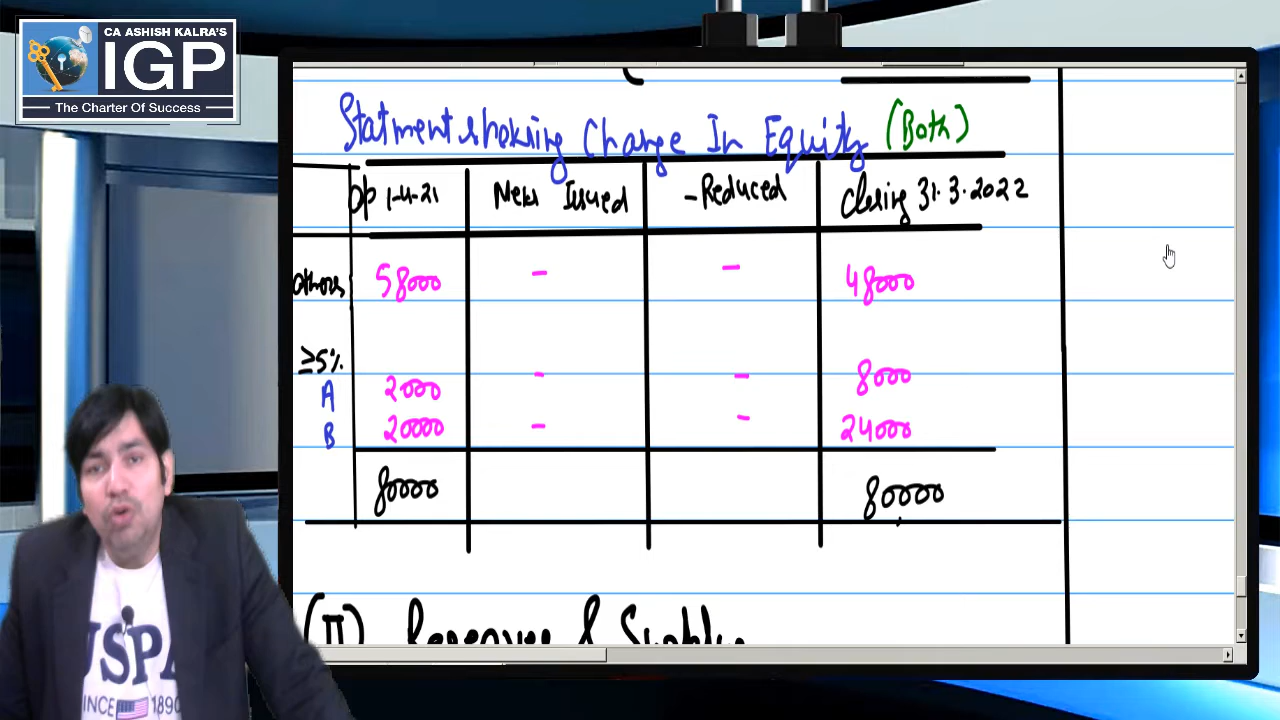 CA ASHISH KALRA'S
IGP
The Charter Of Success
Statment showing Change In Equity (Both)
OP 1-4-21 New Issued -Reduced Closing 31.3.2022
others 58000 - - 48000
≥5%
A 2000 - - 8000
B 20000 - - 24000
80000 80000
(II) Reserves & Surplus
USPA
SINCE 1890